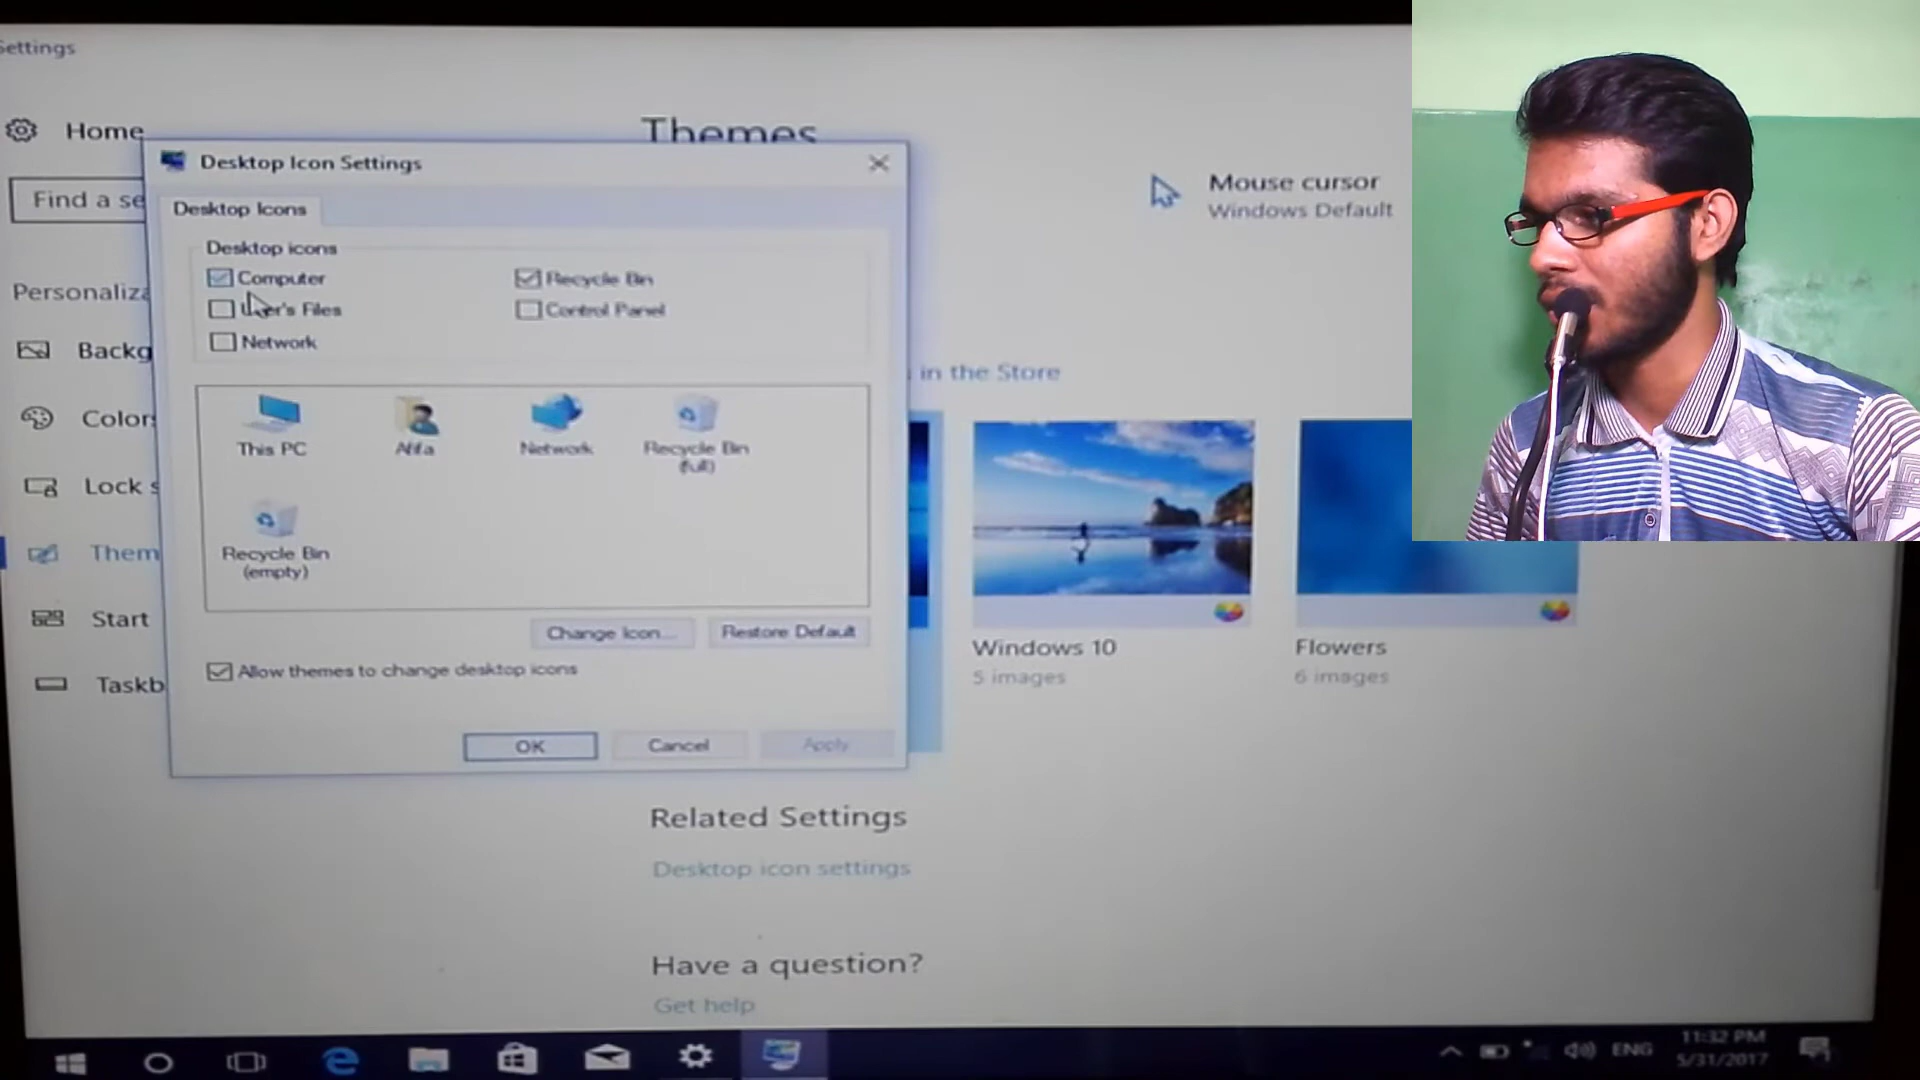 Settings
Home
Themes
Desktop Icon Settings
Mouse cursor
Windows Default
Find a se
Desktop Icons
Desktop icons
Computer
Recycle Bin
User's Files
Control Panel
Network
Personaliza
Backg
in the Store
Color
This PC
Afifa
Network
Recycle Bin
(full)
Lock s
Recycle Bin
(empty)
Them
Start
Change Icon...
Restore Default
Windows 10
Flowers
Allow themes to change desktop icons
5 images
6 images
Taskb
OK
Cancel
Apply
Related Settings
Desktop icon settings
Have a question?
Get help
ENG
11:32 PM
5/31/2017